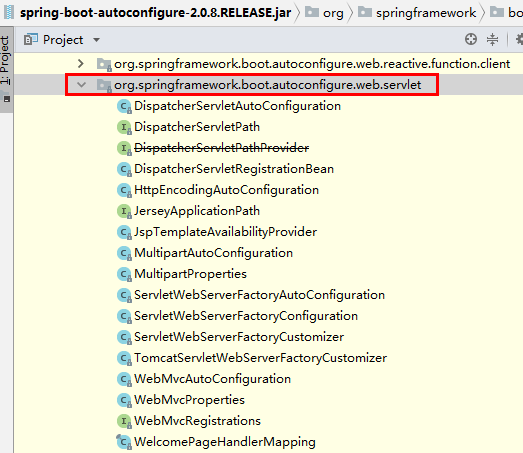 spring-boot-autoconfigure-2.0.8.RELEASE.jar org springframework bo
1: Project
Project
org.springframework.boot.autoconfigure.web.reactive.function.client
org.springframework.boot.autoconfigure.web.servlet
C DispatcherServletAutoConfiguration
I DispatcherServletPath
I DispatcherServletPathProvider
C DispatcherServletRegistrationBean
C HttpEncodingAutoConfiguration
I JerseyApplicationPath
C JspTemplateAvailabilityProvider
C MultipartAutoConfiguration
C MultipartProperties
C ServletWebServerFactoryAutoConfiguration
C ServletWebServerFactoryConfiguration
C ServletWebServerFactoryCustomizer
C TomcatServletWebServerFactoryCustomizer
C WebMvcAutoConfiguration
C WebMvcProperties
I WebMvcRegistrations
C WelcomePageHandlerMapping